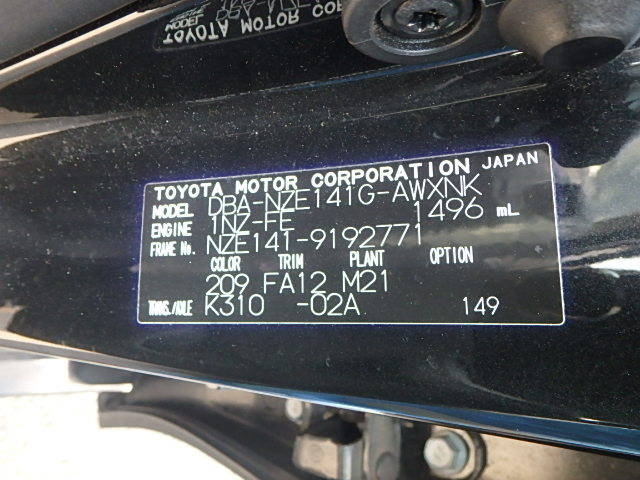 TOYOTA MOTOR CORPORATION JAPAN
MODEL DBA-NZE141G-AWXNK
ENGINE 1NZ-FE 1496 mL
FRAME No. NZE141-9192771
COLOR TRIM PLANT OPTION
209 FA12 M21
TRANS./AXLE K310 -02A 149